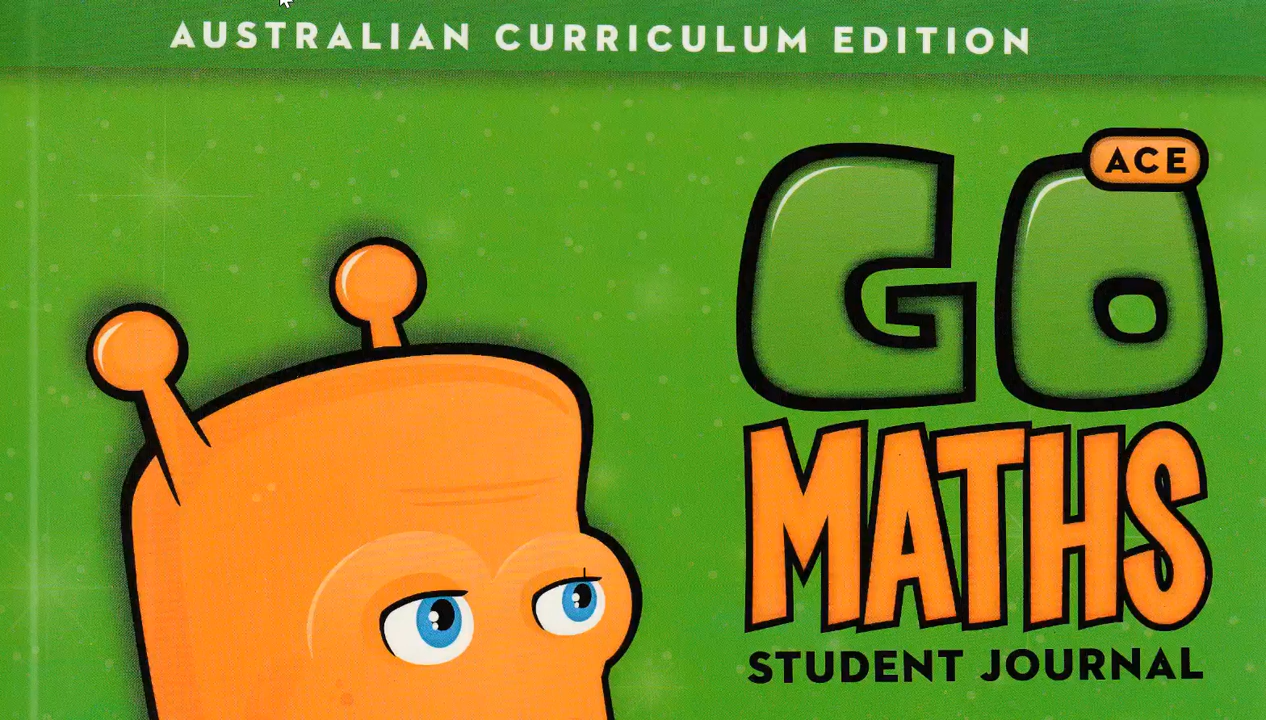 AUSTRALIAN CURRICULUM EDITION
ACE
GO
MATHS
STUDENT JOURNAL